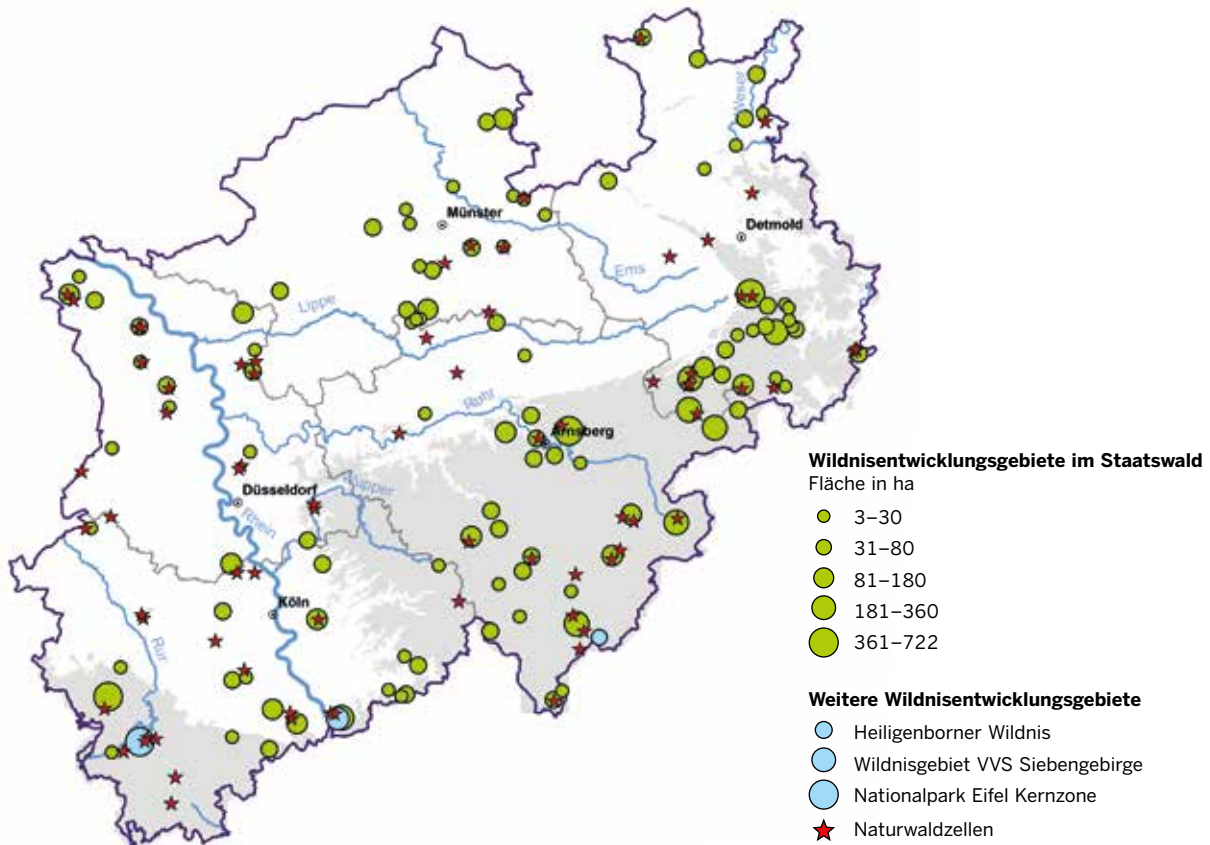 Weser
Münster
Detmold
Ems
Lippe
Ruhr
Arnsberg
Wupper
Düsseldorf
Rhein
Köln
Rur
Wildnisentwicklungsgebiete im Staatswald
Fläche in ha
3–30
31–80
81–180
181–360
361–722
Weitere Wildnisentwicklungsgebiete
Heiligenborner Wildnis
Wildnisgebiet VVS Siebengebirge
Nationalpark Eifel Kernzone
Naturwaldzellen